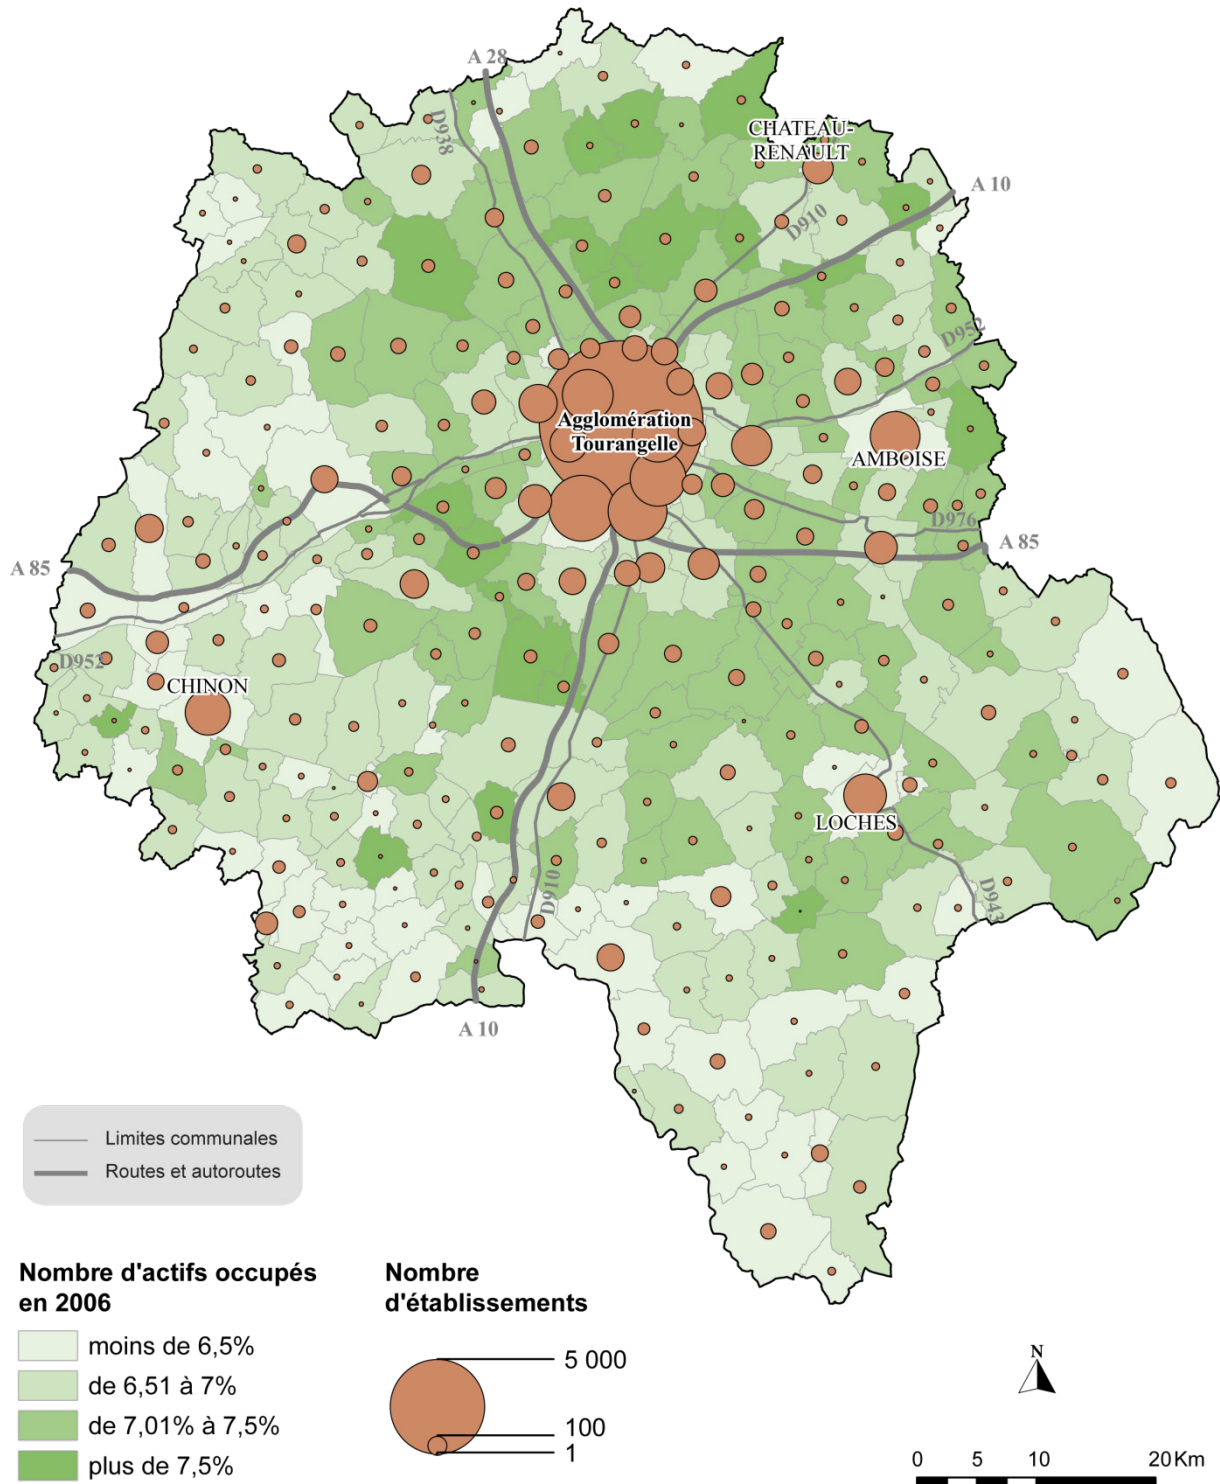 A 28
D938
CHATEAU-
RENAULT
A 10
D910
D952
Agglomération
Tourangelle
AMBOISE
D976
A 85
A 85
D952
CHINON
LOCHES
D910
D943
A 10
Limites communales
Routes et autoroutes
Nombre d'actifs occupés
en 2006
moins de 6,5%
de 6,51 à 7%
de 7,01% à 7,5%
plus de 7,5%
Nombre
d'établissements
5 000
100
1
N
0 5 10 20 Km